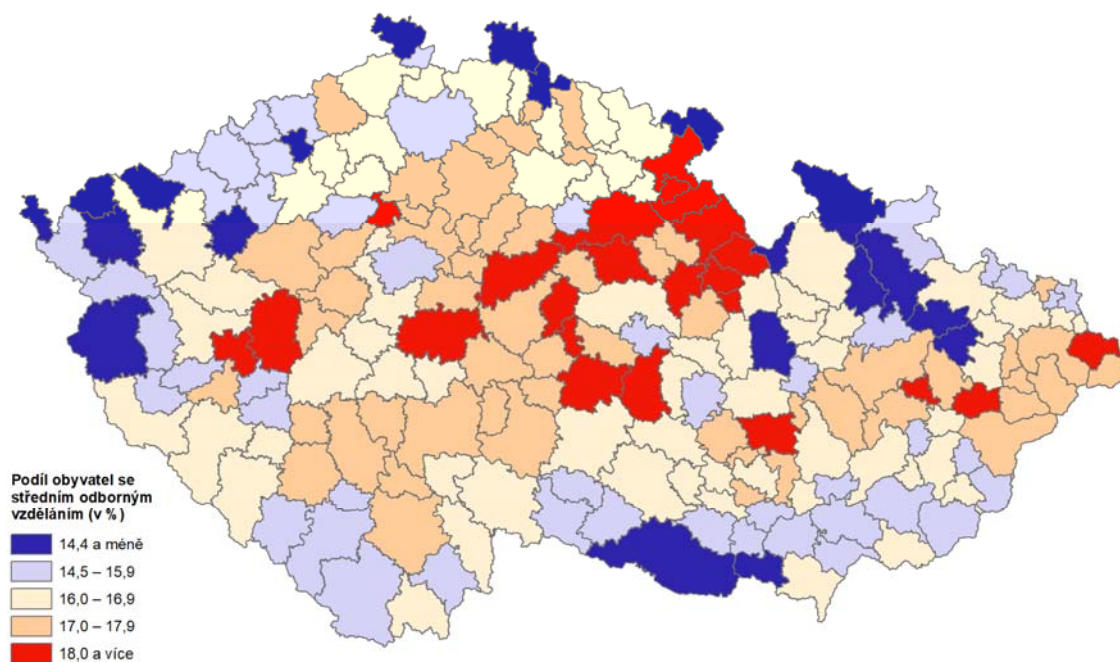 Podíl obyvatel se
středním odborným
vzděláním (v %)
14,4 a méně
14,5 – 15,9
16,0 – 16,9
17,0 – 17,9
18,0 a více